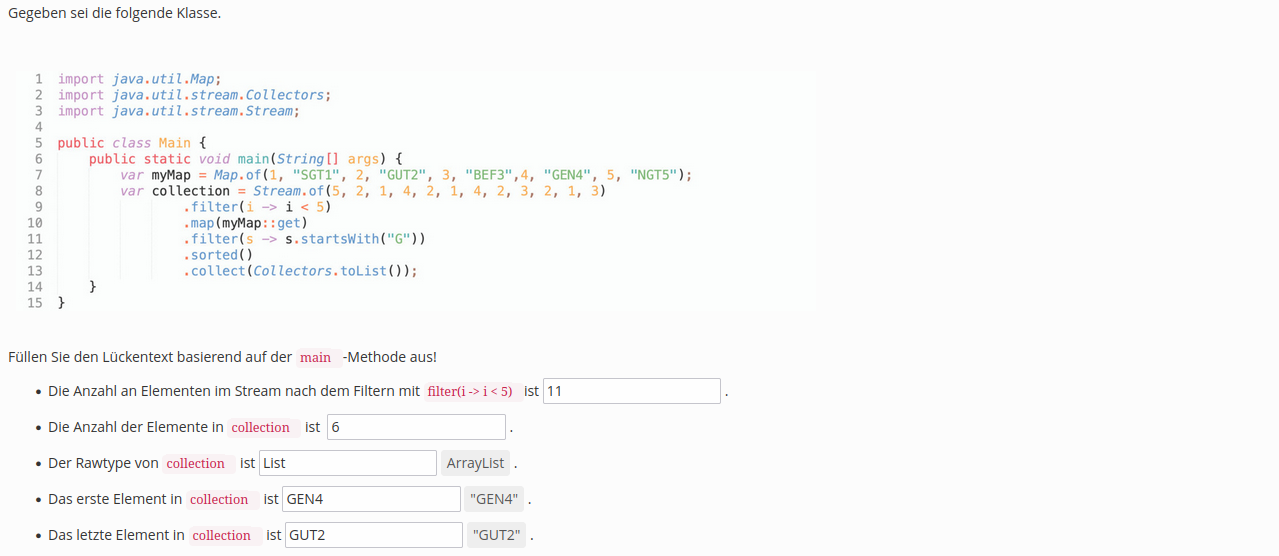 Gegeben sei die folgende Klasse.
1 import java.util.Map;
2 import java.util.stream.Collectors;
3 import java.util.stream.Stream;
4
5 public class Main {
6 public static void main(String[] args) {
7 var myMap = Map.of(1, "SGT1", 2, "GUT2", 3, "BEF3",4, "GEN4", 5, "NGT5");
8 var collection = Stream.of(5, 2, 1, 4, 2, 1, 4, 2, 3, 2, 1, 3)
9 .filter(i -> i < 5)
10 .map(myMap::get)
11 .filter(s -> s.startsWith("G"))
12 .sorted()
13 .collect(Collectors.toList());
14 }
15 }
Füllen Sie den Lückentext basierend auf der main -Methode aus!
• Die Anzahl an Elementen im Stream nach dem Filtern mit filter(i -> i < 5) ist 11 .
• Die Anzahl der Elemente in collection ist 6 .
• Der Rawtype von collection ist List ArrayList .
• Das erste Element in collection ist GEN4 "GEN4" .
• Das letzte Element in collection ist GUT2 "GUT2" .